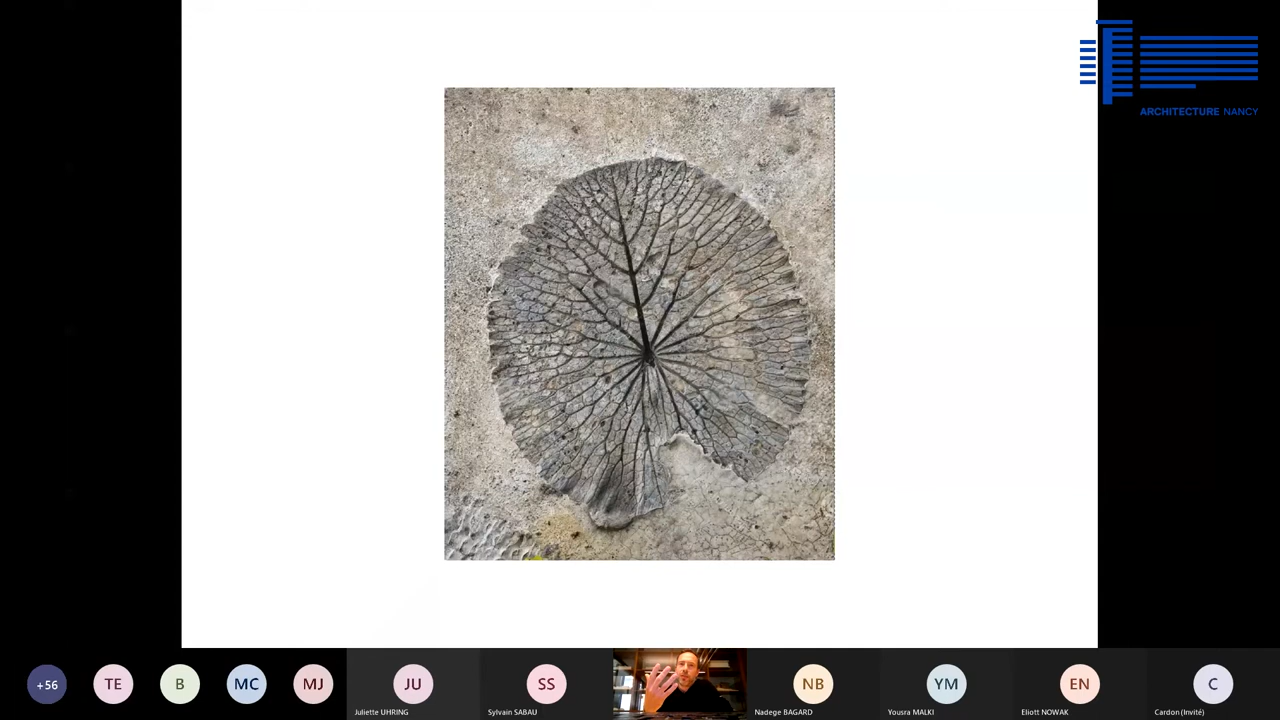 ARCHITECTURE NANCY
+56
TE
B
MC
MJ
JU
SS
NB
YM
EN
C
Juliette UHRING
Sylvain SABAU
Nadege BAGARD
Yousra MALKI
Eliott NOWAK
Cardon (Invité)